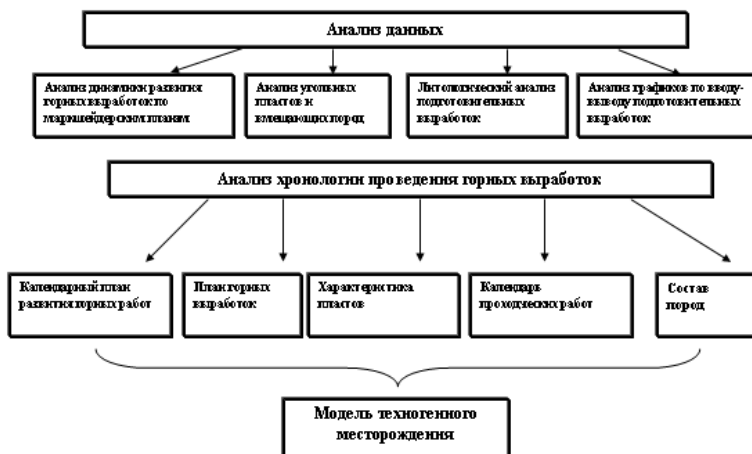 Анализ данных
Анализ динамики развития
горных выработок по
маркшейдерским планам
Анализ угольных
пластов и
вмещающих пород
Литологический анализ
подготовительных
выработок
Анализ графиков по вводу-
выводу подготовительных
выработок
Анализ хронологии проведения горных выработок
Календарный план
развития горных работ
План горных
выработок
Характеристика
пластов
Календарь
проходческих работ
Состав
пород
Модель техногенного
месторождения